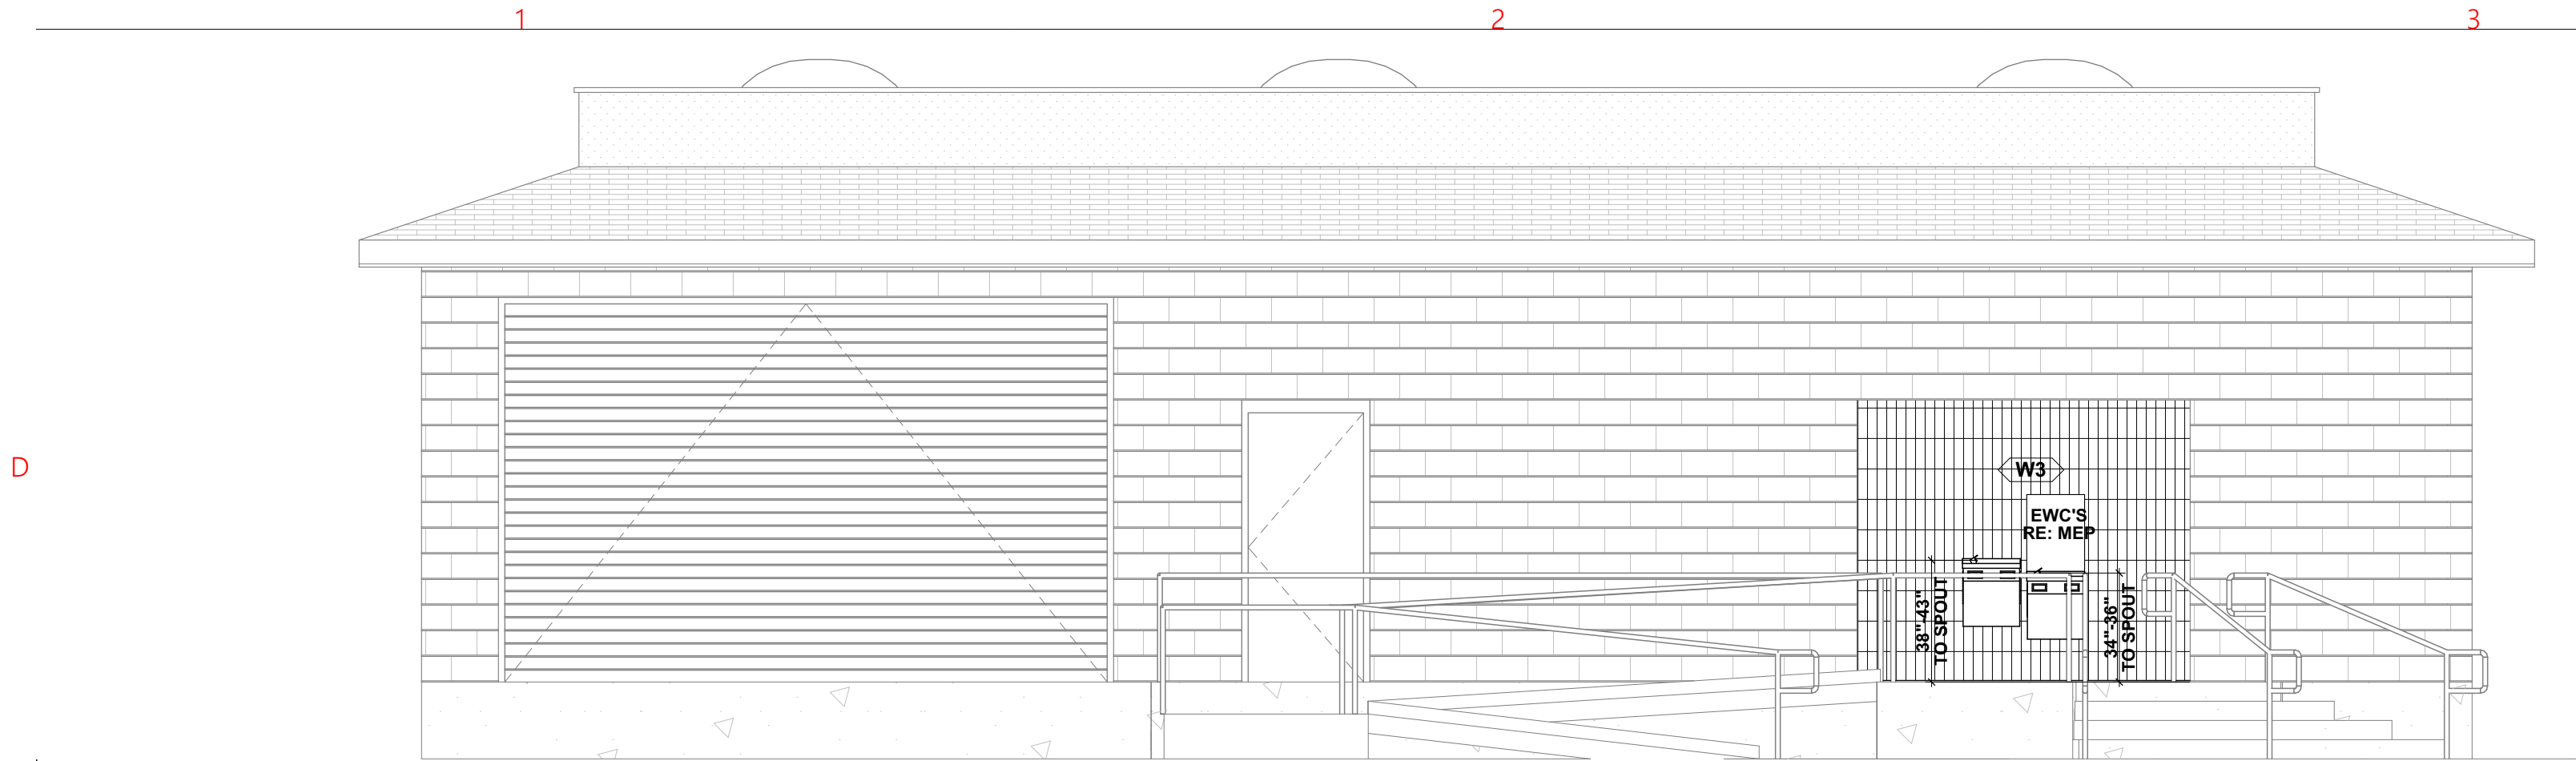 1
2
3
D
W3
EWC'S
RE: MEP
38"-43"
TO SPOUT
34"-36"
TO SPOUT